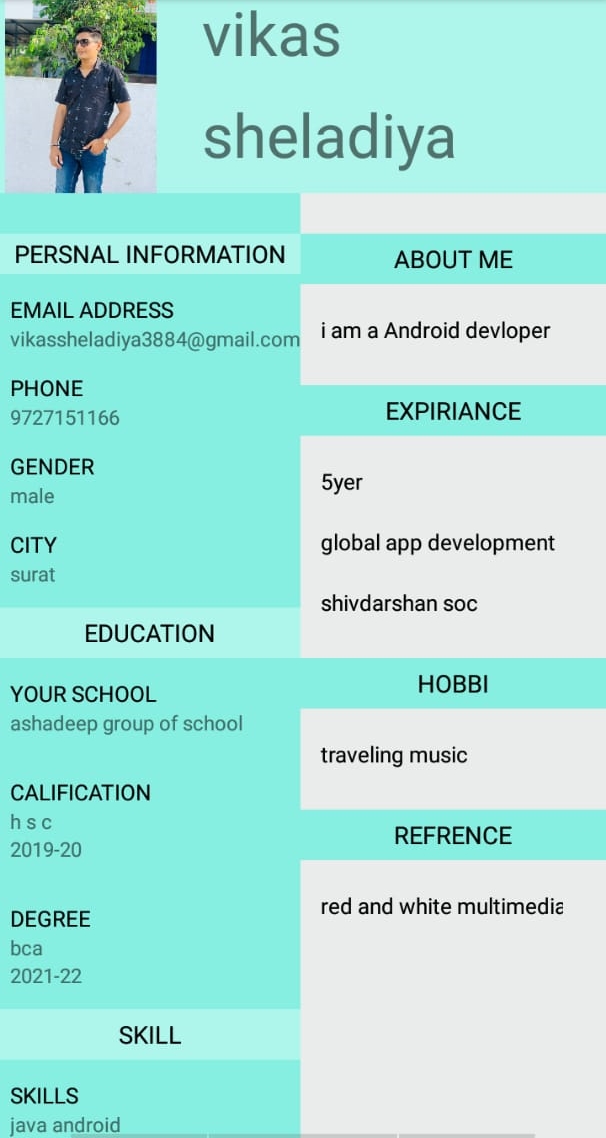 vikas
sheladiya
PERSNAL INFORMATION
EMAIL ADDRESS
vikassheladiya3884@gmail.com
PHONE
9727151166
GENDER
male
CITY
surat
EDUCATION
YOUR SCHOOL
ashadeep group of school
CALIFICATION
h s c
2019-20
DEGREE
bca
2021-22
SKILL
SKILLS
java android
ABOUT ME
i am a Android devloper
EXPIRIANCE
5yer
global app development
shivdarshan soc
HOBBI
traveling music
REFRENCE
red and white multimedia